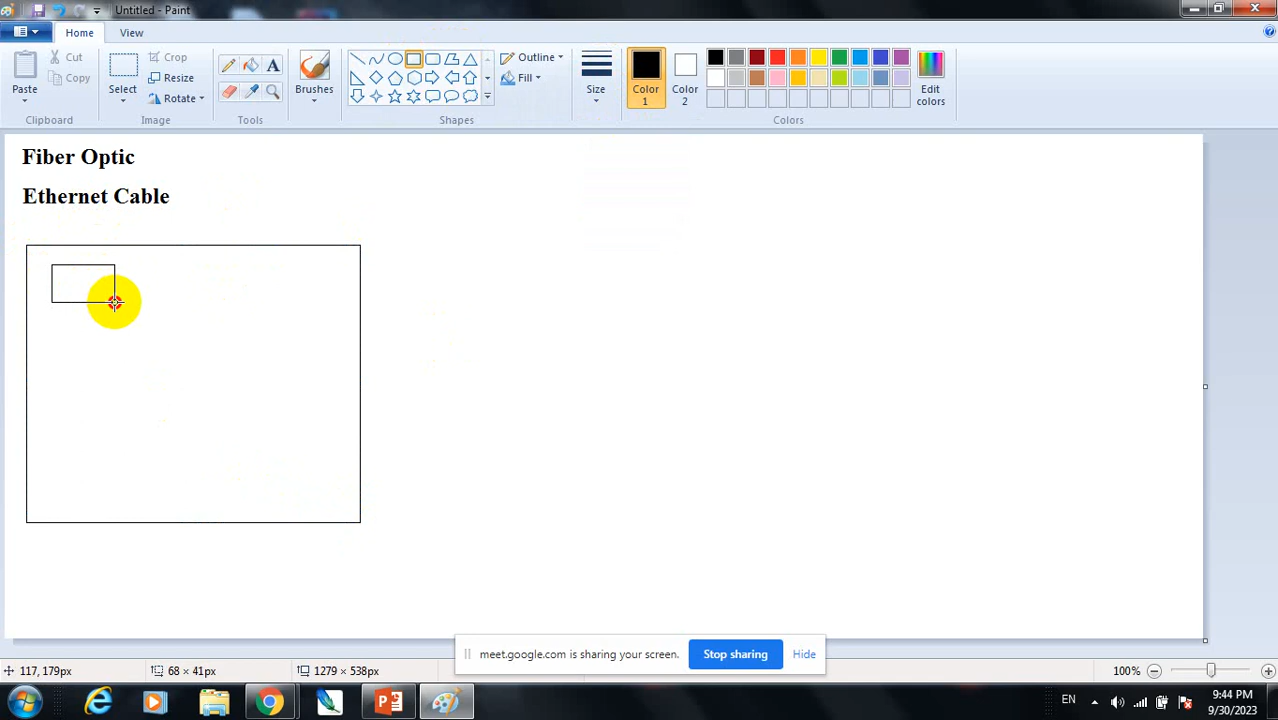 Untitled - Paint
Home
View
Paste
Cut
Copy
Clipboard
Select
Crop
Resize
Rotate
Image
A
Tools
Brushes
Outline
Fill
Shapes
Size
Color 1
Color 2
Edit colors
Colors
Fiber Optic
Ethernet Cable
meet.google.com is sharing your screen.
Stop sharing
Hide
117, 179px
68 × 41px
1279 × 538px
100%
EN
9:44 PM
9/30/2023